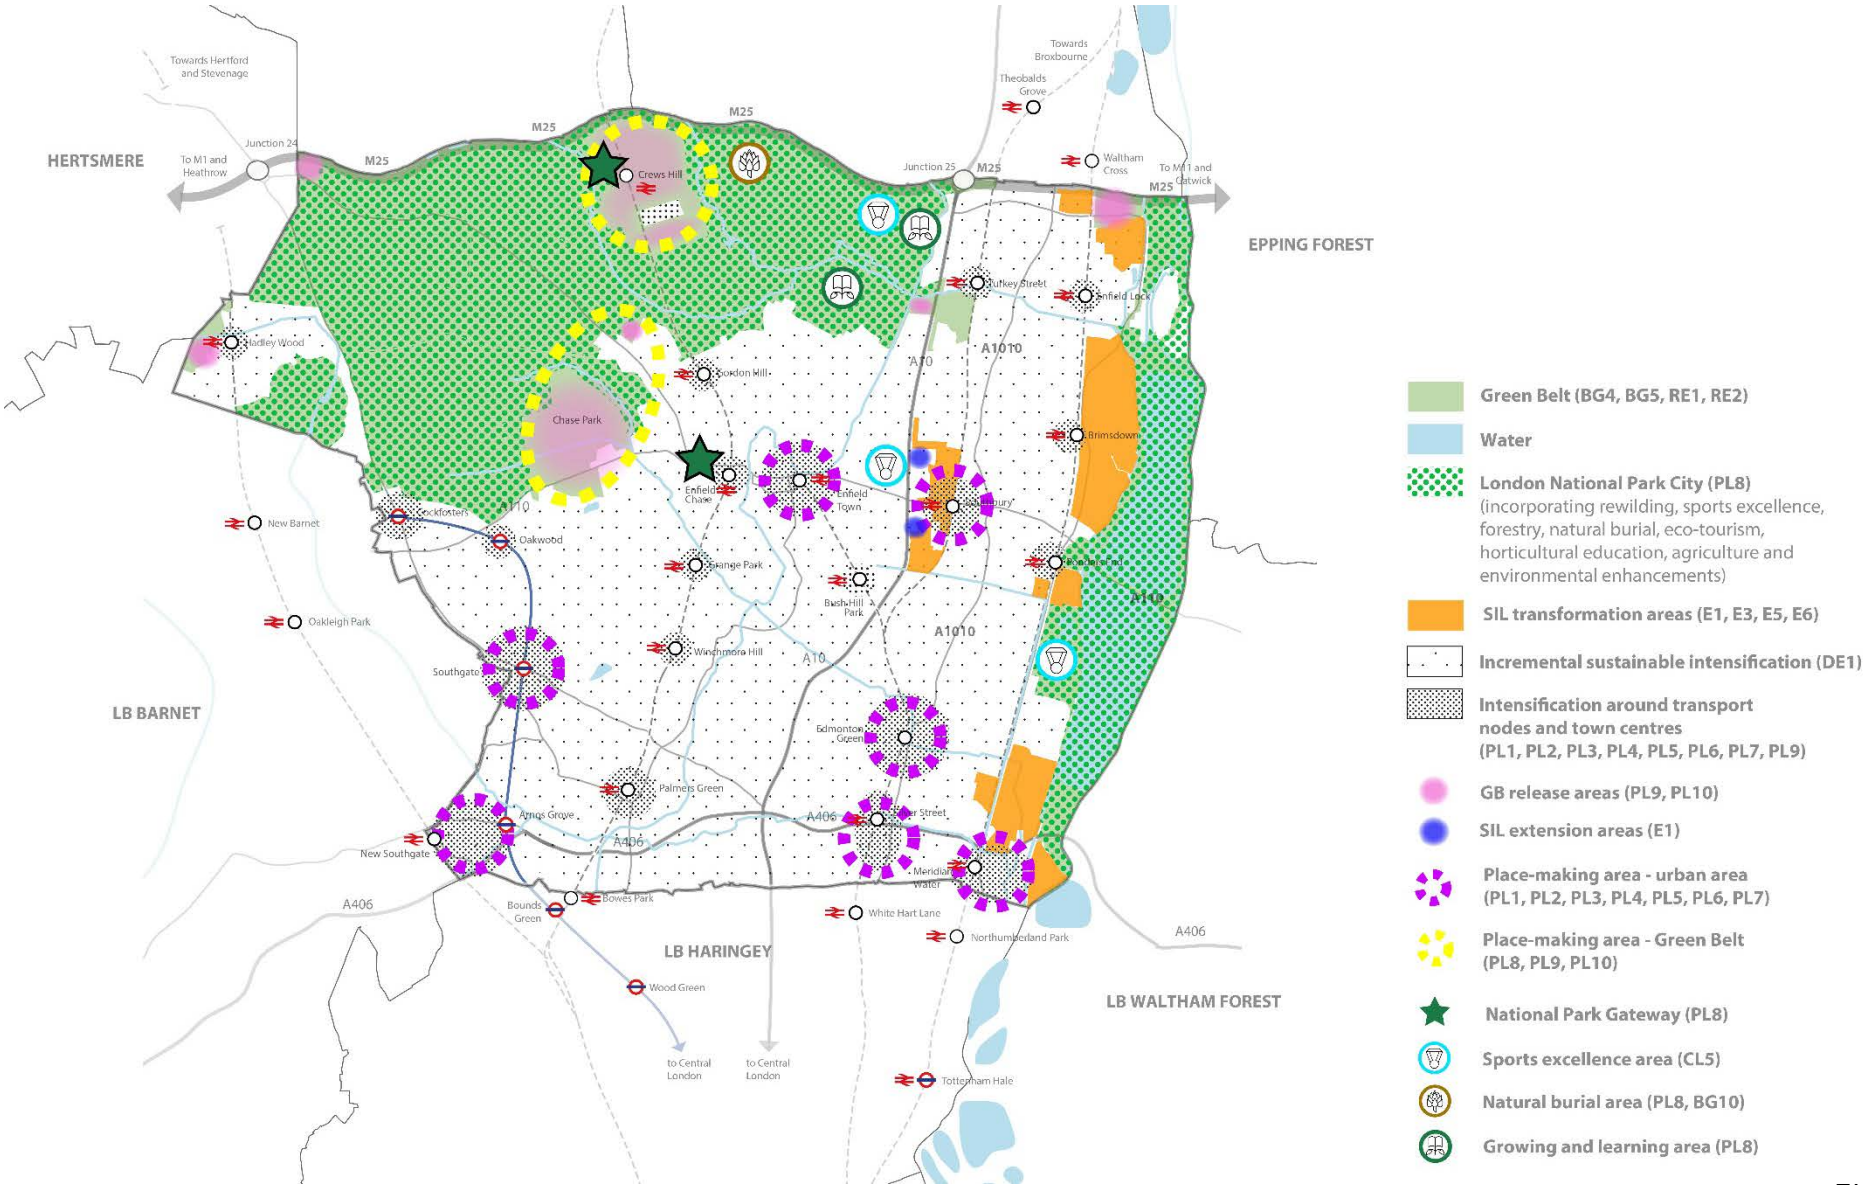 Towards Hertford
and Stevenage
Towards
Broxbourne
Theobalds
Grove
HERTSMERE
To M1 and
Heathrow
Junction 24
M25
M25
M25
Crews Hill
Junction 25
M25
Waltham
Cross
To M11 and
Gatwick
M25
EPPING FOREST
Turkey Street
Enfield Lock
Hadley Wood
A10
A1010
Gordon Hill
Chase Park
Brimsdown
Enfield
Chase
Enfield
Town
Southbury
New Barnet
Cockfosters
A110
Oakwood
Grange Park
Bush Hill
Park
Ponders End
A110
Oakleigh Park
A1010
Winchmore Hill
A10
Southgate
LB BARNET
Edmonton
Green
Palmers Green
Arnos Grove
A406
Silver Street
A406
New Southgate
Meridian
Water
A406
Bounds
Green
Bowes Park
White Hart Lane
Northumberland Park
A406
LB HARINGEY
Wood Green
LB WALTHAM FOREST
to Central
London
to Central
London
Tottenham Hale
Green Belt (BG4, BG5, RE1, RE2)
Water
London National Park City (PL8)
(incorporating rewilding, sports excellence,
forestry, natural burial, eco-tourism,
horticultural education, agriculture and
environmental enhancements)
SIL transformation areas (E1, E3, E5, E6)
Incremental sustainable intensification (DE1)
Intensification around transport
nodes and town centres
(PL1, PL2, PL3, PL4, PL5, PL6, PL7, PL9)
GB release areas (PL9, PL10)
SIL extension areas (E1)
Place-making area - urban area
(PL1, PL2, PL3, PL4, PL5, PL6, PL7)
Place-making area - Green Belt
(PL8, PL9, PL10)
National Park Gateway (PL8)
Sports excellence area (CL5)
Natural burial area (PL8, BG10)
Growing and learning area (PL8)